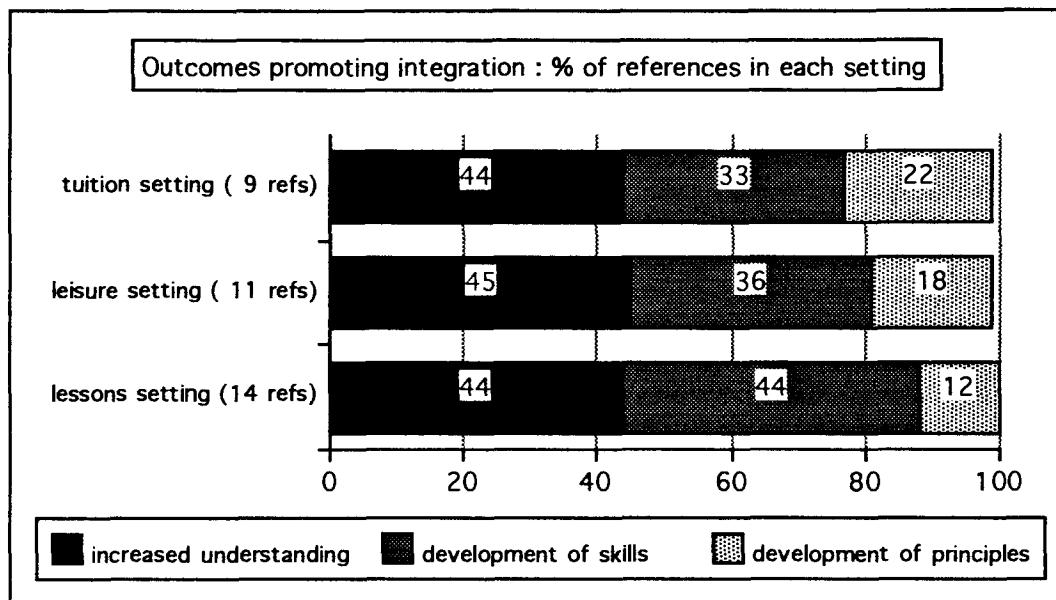 Outcomes promoting integration : % of references in each setting
tuition setting ( 9 refs)
44 33 22
leisure setting ( 11 refs)
45 36 18
lessons setting (14 refs)
44 44 12
0 20 40 60 80 100
increased understanding development of skills development of principles